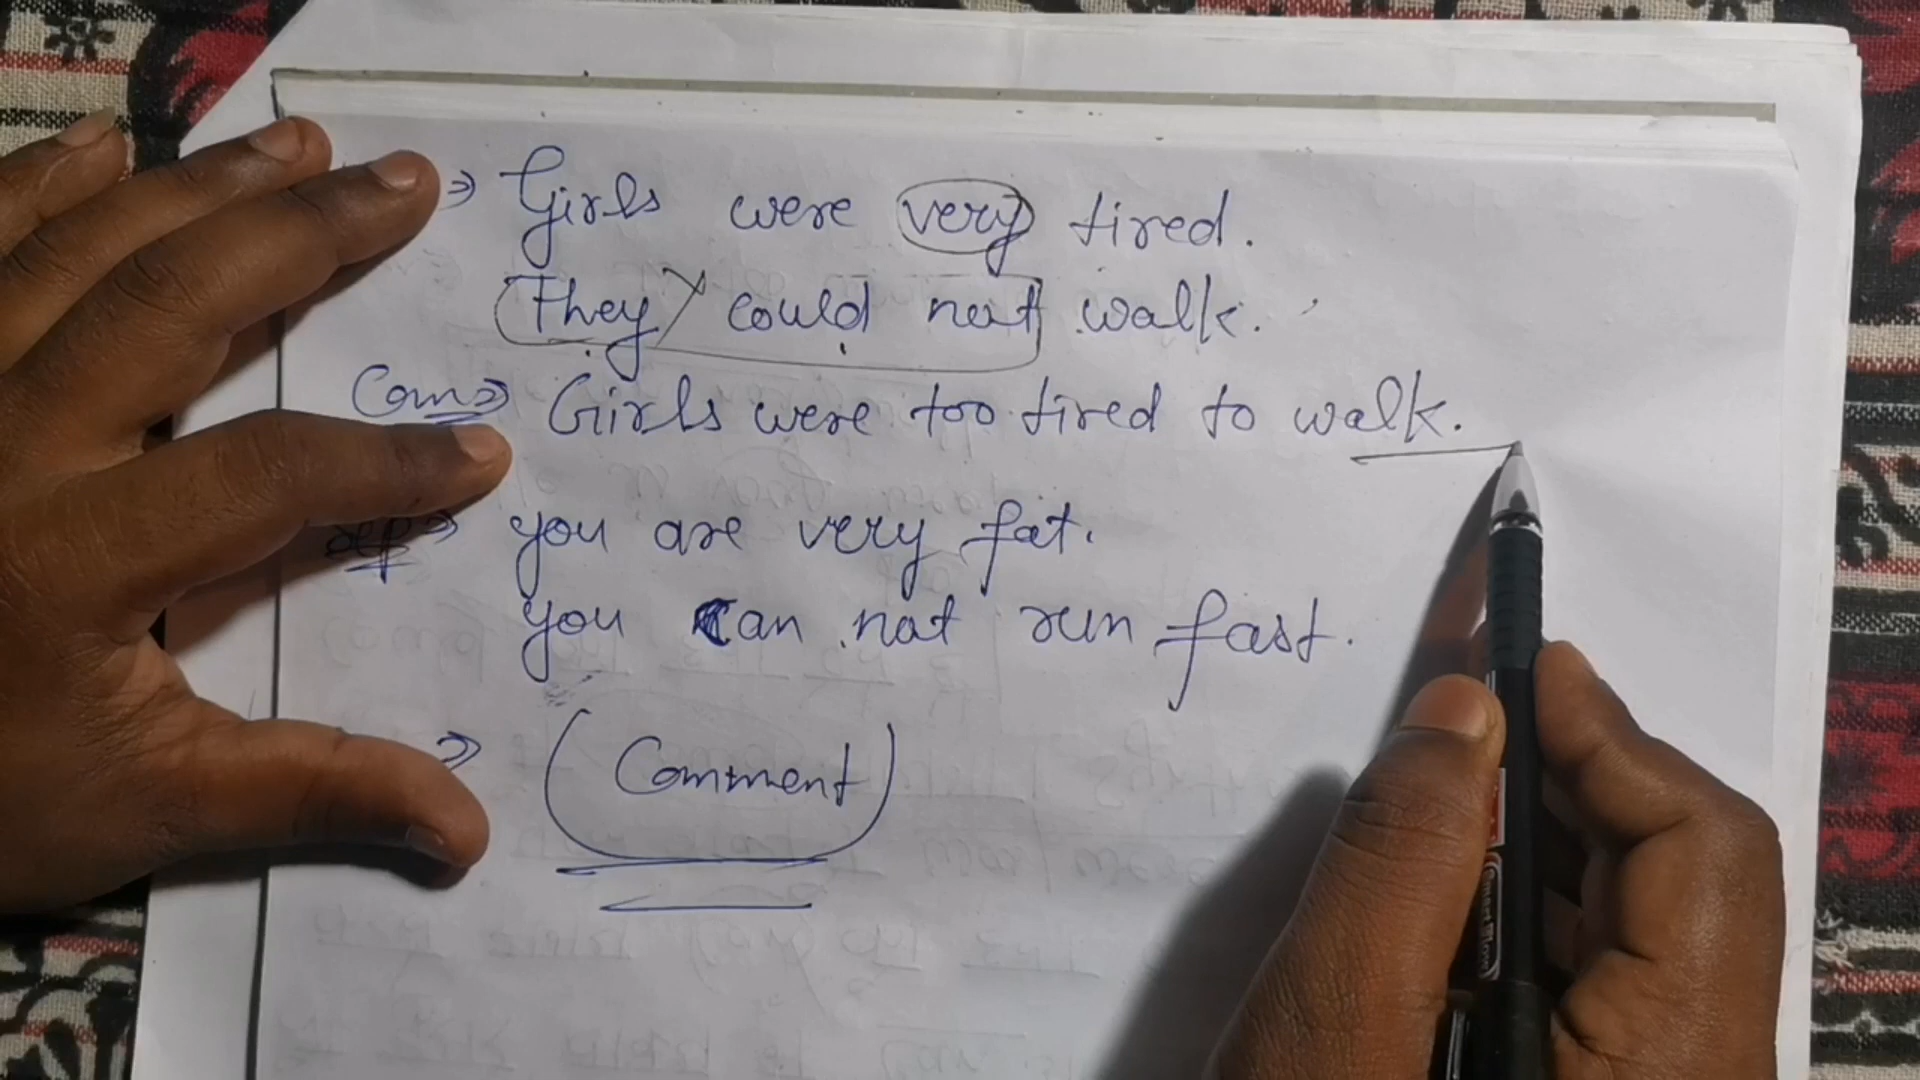 ⇒ Girls were very tired.
They could not walk.
Com ⇒ Girls were too tired to walk.
⇒ you are very fat.
you can not run fast.
⇒ (Comment)